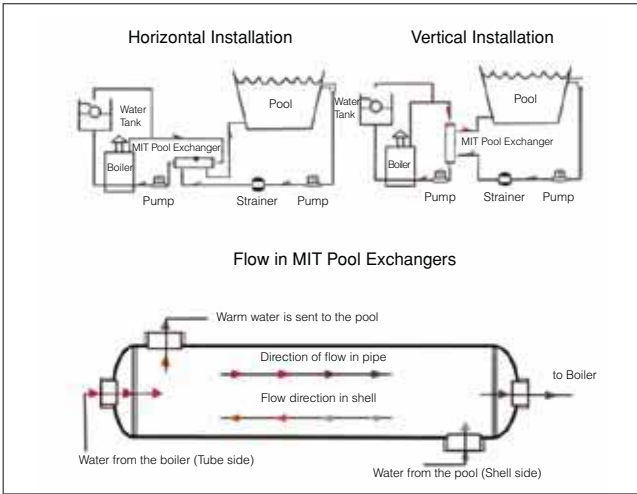 Horizontal Installation
Vertical Installation
Water
Tank
Pool
MIT Pool Exchanger
Boiler
Pump
Strainer
Pump
Water
Tank
Pool
MIT Pool Exchanger
Boiler
Pump
Strainer
Pump
Flow in MIT Pool Exchangers
Warm water is sent to the pool
Direction of flow in pipe
to Boiler
Flow direction in shell
Water from the boiler (Tube side)
Water from the pool (Shell side)